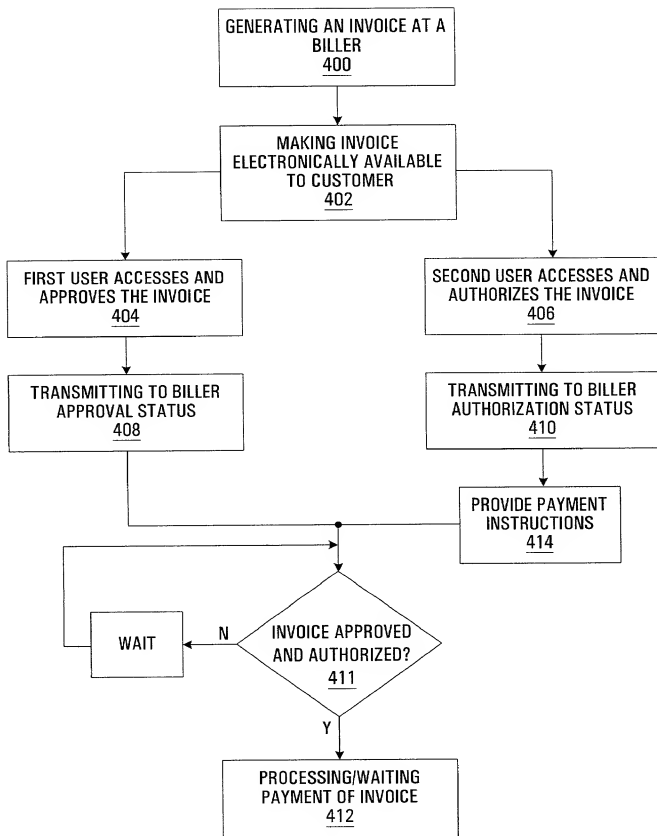 GENERATING AN INVOICE AT A
BILLER
400
MAKING INVOICE
ELECTRONICALLY AVAILABLE
TO CUSTOMER
402
FIRST USER ACCESSES AND
APPROVES THE INVOICE
404
SECOND USER ACCESSES AND
AUTHORIZES THE INVOICE
406
TRANSMITTING TO BILLER
APPROVAL STATUS
408
TRANSMITTING TO BILLER
AUTHORIZATION STATUS
410
PROVIDE PAYMENT
INSTRUCTIONS
414
WAIT
N
INVOICE APPROVED
AND AUTHORIZED?
411
Y
PROCESSING/WAITING
PAYMENT OF INVOICE
412